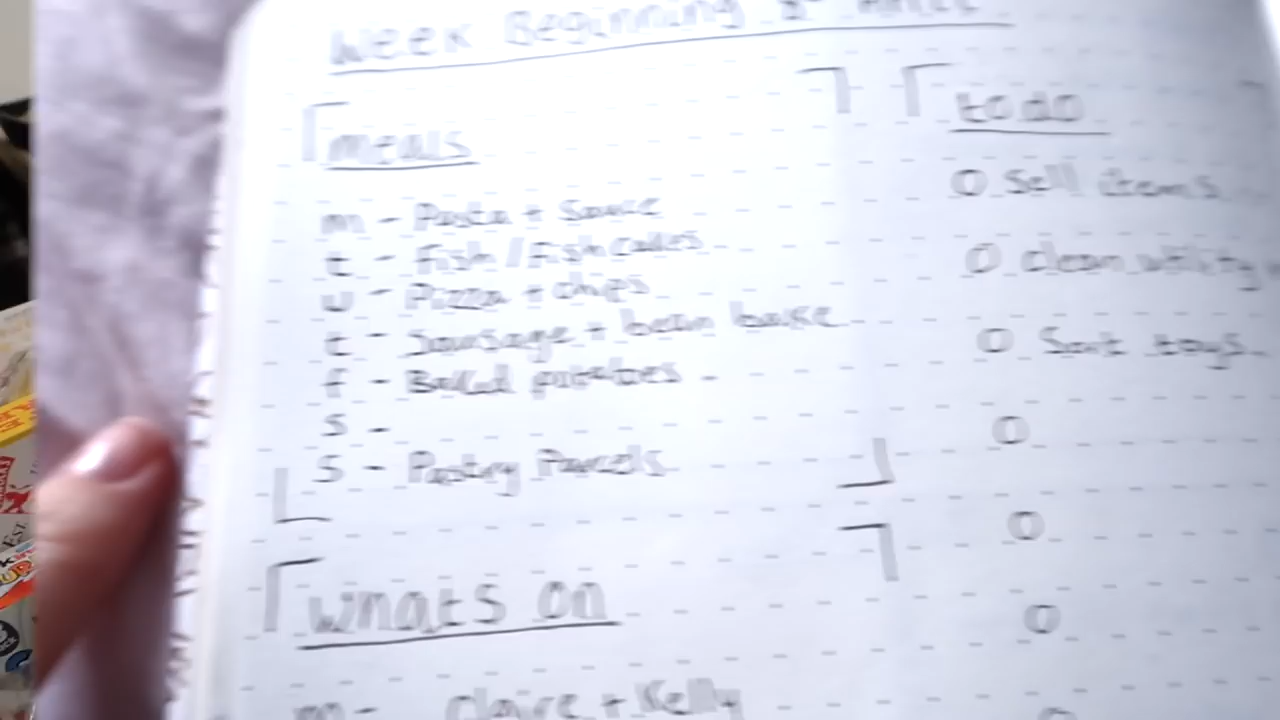 Week Beginning
meals
m - Pasta + Sauce
t - Fish / Fish cakes
w - Pizza + chips
t - Sausage + bean bake
f - Baked potatoes
S -
S - Pastry Parcels
whats on
m - Claire + Kelly
to do
O Sell items
O clean utility
O Sort toys
O
O
O